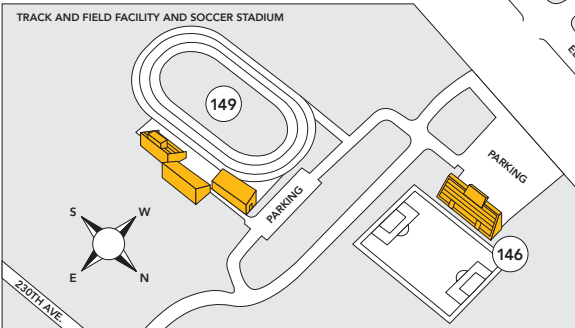 TRACK AND FIELD FACILITY AND SOCCER STADIUM
149
PARKING
PARKING
146
S
W
E
N
230TH AVE.